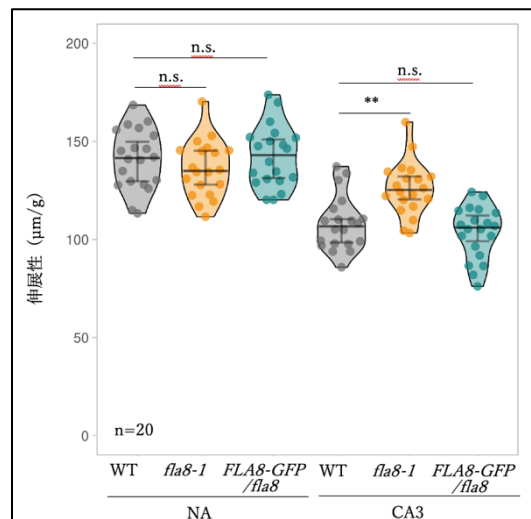 200
150
100
50
0
伸展性（μm/g）
n.s.
n.s.
n.s.
**
n=20
WT
fla8-1
FLA8-GFP
/fla8
WT
fla8-1
FLA8-GFP
/fla8
NA
CA3